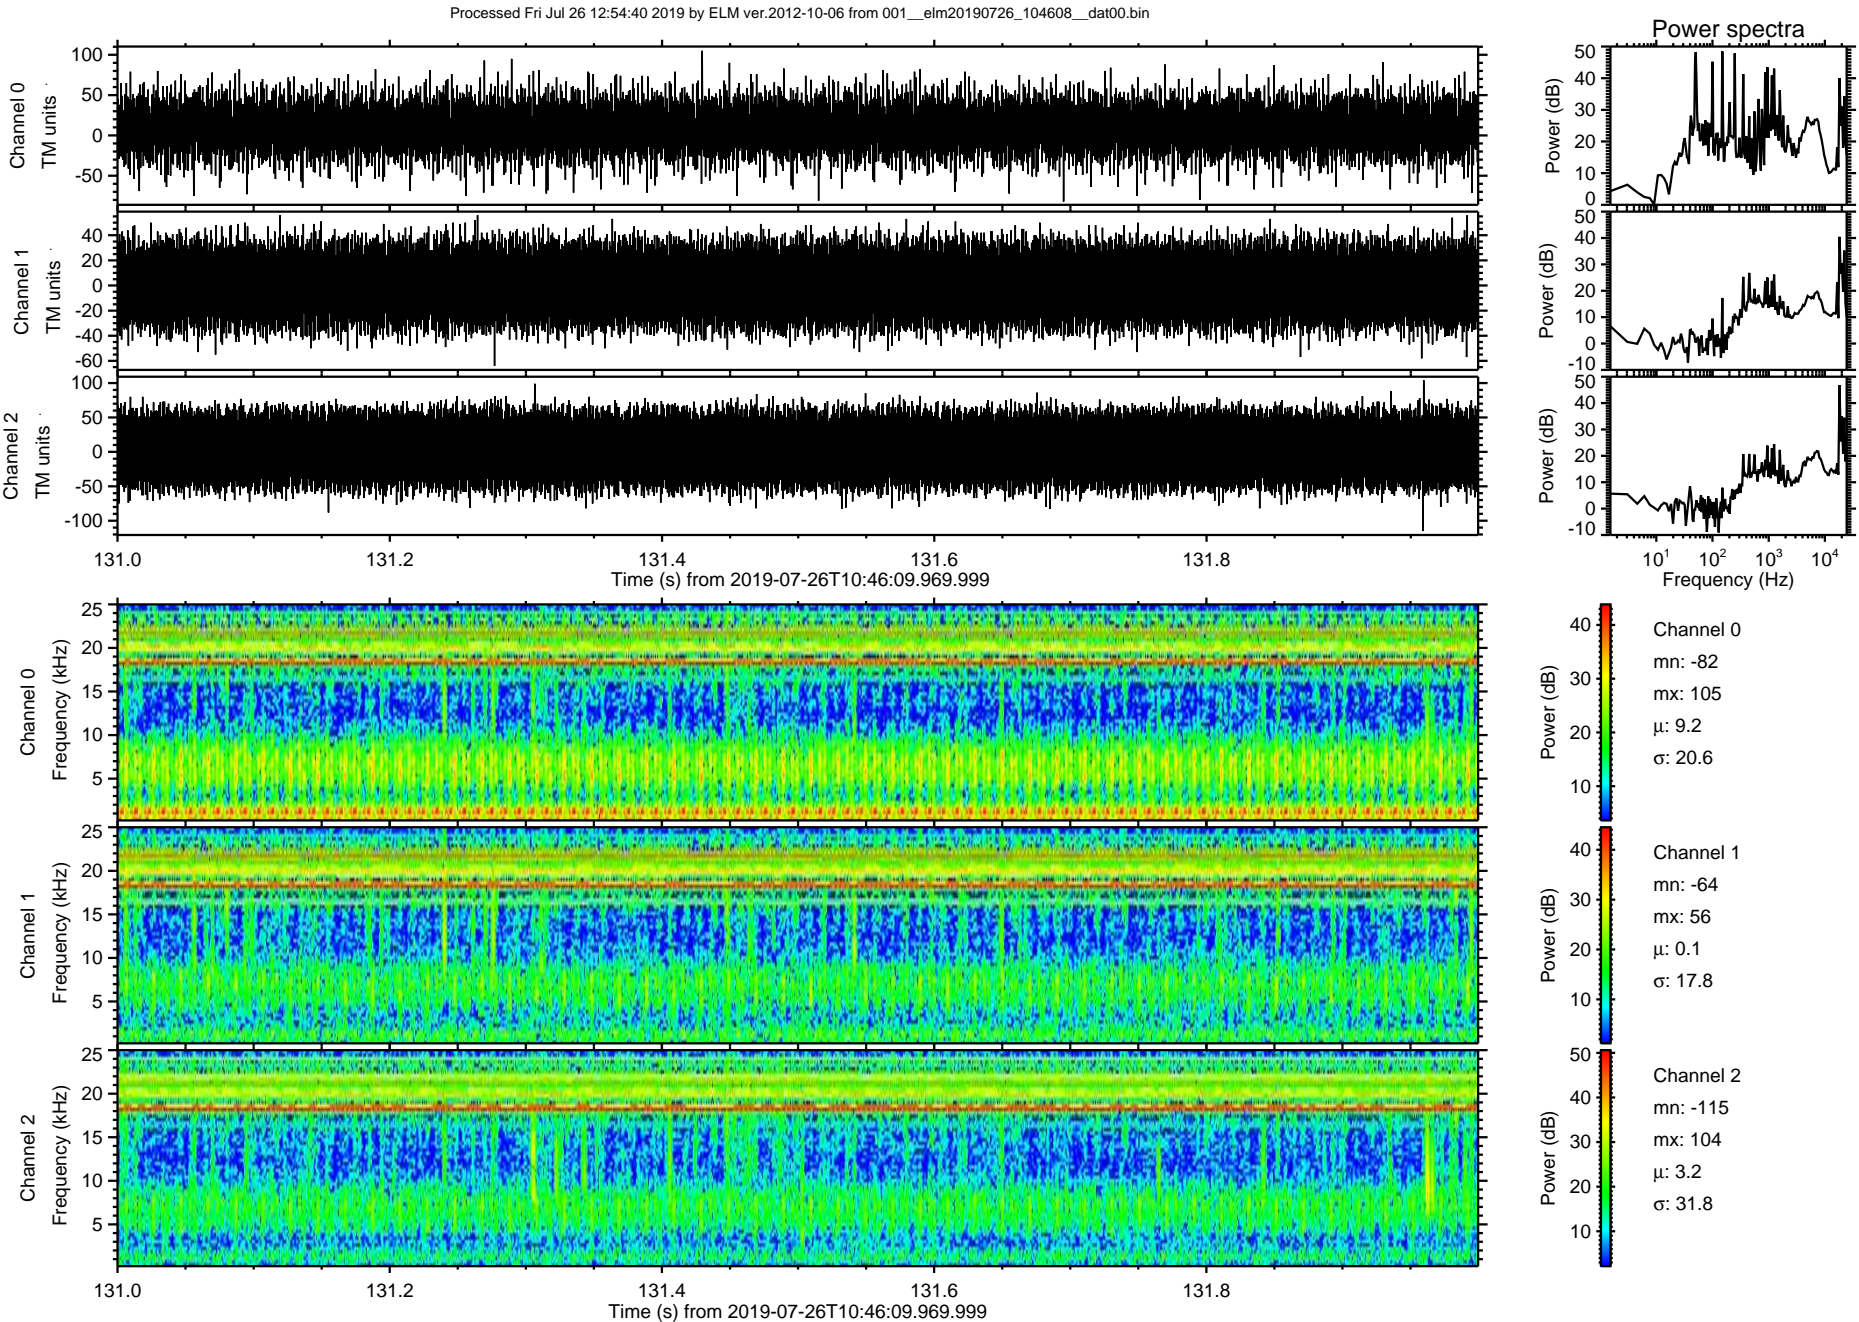 Processed Fri Jul 26 12:54:40 2019 by ELM ver.2012-10-06 from 001__elm20190726_104608__dat00.bin
Power spectra
Channel 0
TM units
100
50
0
-50
Power (dB)
50
40
30
20
10
0
Channel 1
TM units
40
20
0
-20
-40
-60
Power (dB)
50
40
30
20
10
0
-10
Channel 2
TM units
100
50
0
-50
-100
Power (dB)
50
40
30
20
10
0
-10
131.0 131.2 131.4 131.6 131.8
Time (s) from 2019-07-26T10:46:09.969.999
10^1 10^2 10^3 10^4
Frequency (Hz)
Channel 0
Frequency (kHz)
25
20
15
10
5
Power (dB)
40
30
20
10
Channel 0
mn: -82
mx: 105
μ: 9.2
σ: 20.6
Channel 1
Frequency (kHz)
25
20
15
10
5
Power (dB)
40
30
20
10
Channel 1
mn: -64
mx: 56
μ: 0.1
σ: 17.8
Channel 2
Frequency (kHz)
25
20
15
10
5
Power (dB)
50
40
30
20
10
Channel 2
mn: -115
mx: 104
μ: 3.2
σ: 31.8
131.0 131.2 131.4 131.6 131.8
Time (s) from 2019-07-26T10:46:09.969.999